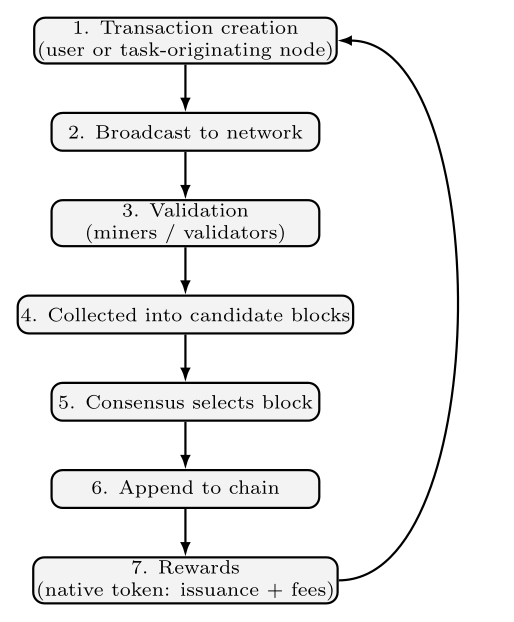 1. Transaction creation
(user or task-originating node)
2. Broadcast to network
3. Validation
(miners / validators)
4. Collected into candidate blocks
5. Consensus selects block
6. Append to chain
7. Rewards
(native token: issuance + fees)